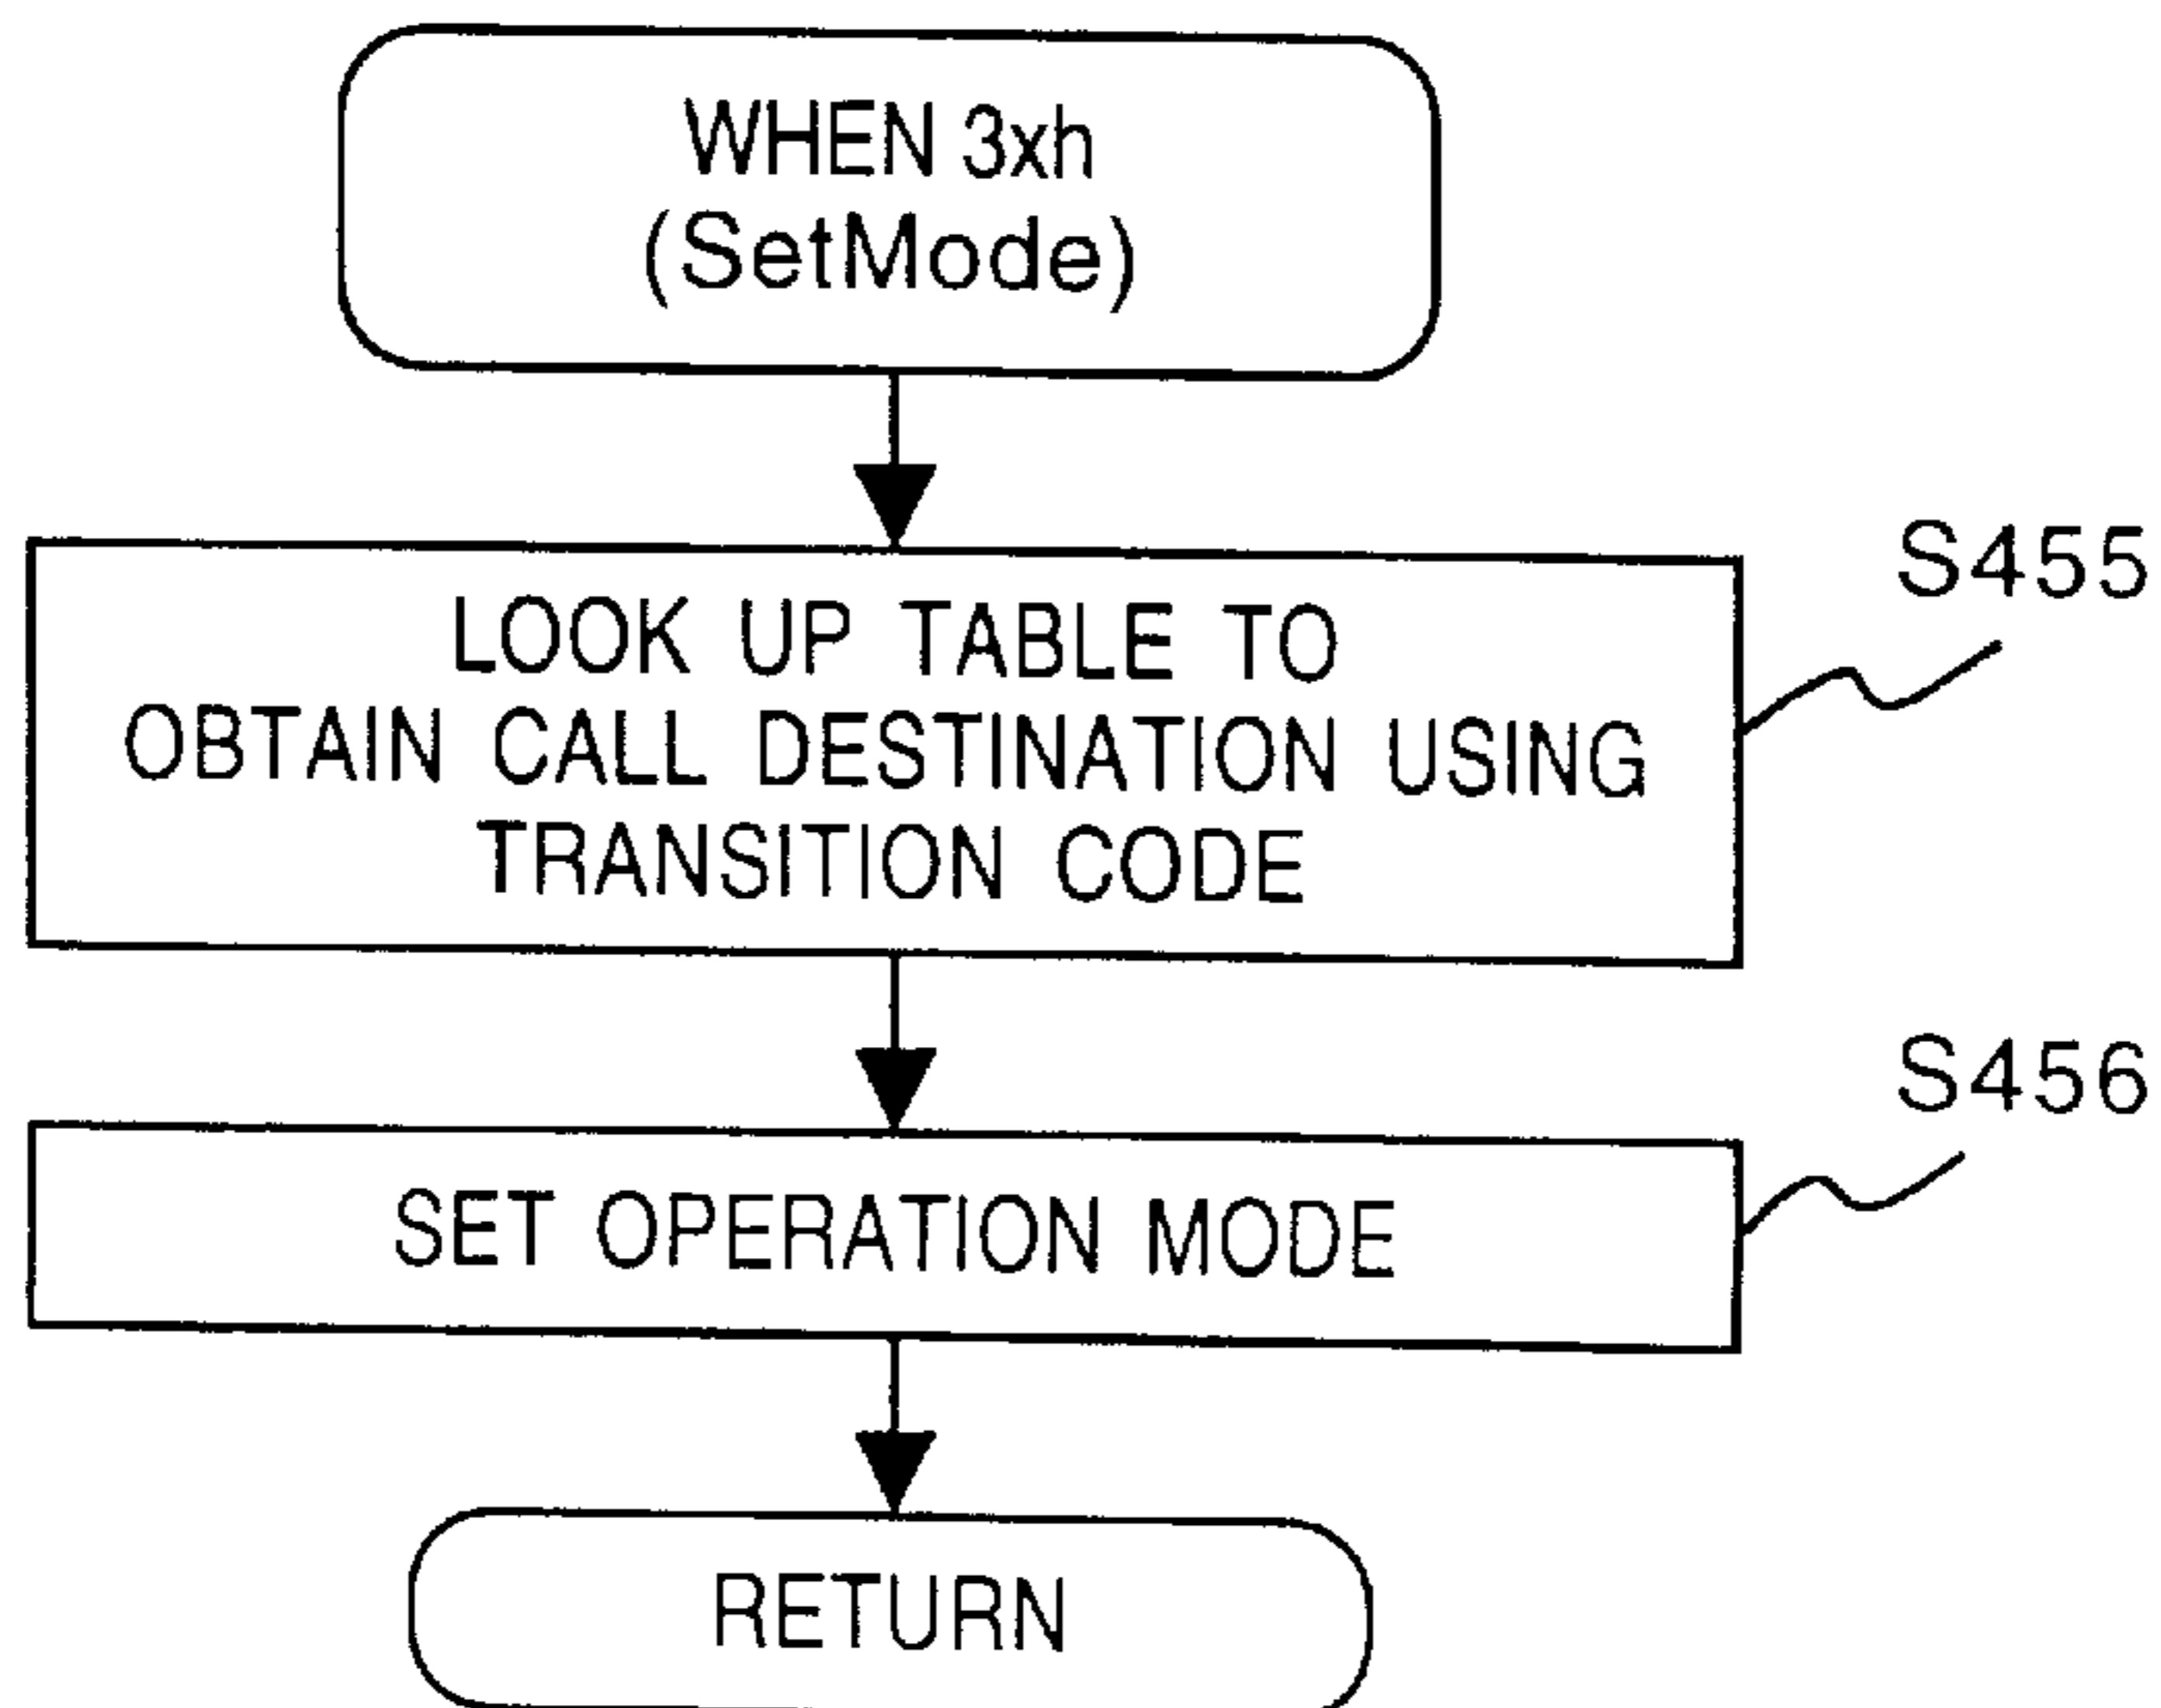 WHEN 3xh
(SetMode)
S455
LOOK UP TABLE TO
OBTAIN CALL DESTINATION USING
TRANSITION CODE
S456
SET OPERATION MODE
RETURN